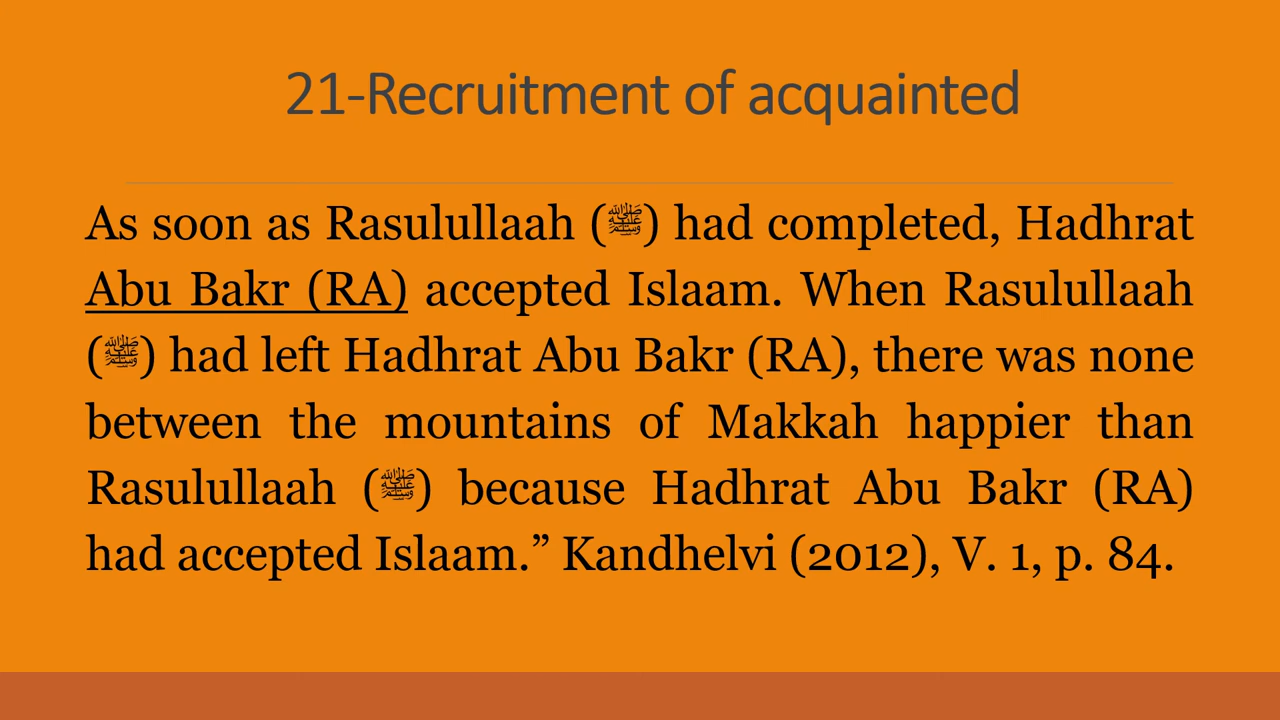 21-Recruitment of acquainted
As soon as Rasulullaah (ﷺ) had completed, Hadhrat
Abu Bakr (RA) accepted Islaam. When Rasulullaah
(ﷺ) had left Hadhrat Abu Bakr (RA), there was none
between the mountains of Makkah happier than
Rasulullaah (ﷺ) because Hadhrat Abu Bakr (RA)
had accepted Islaam.” Kandhelvi (2012), V. 1, p. 84.